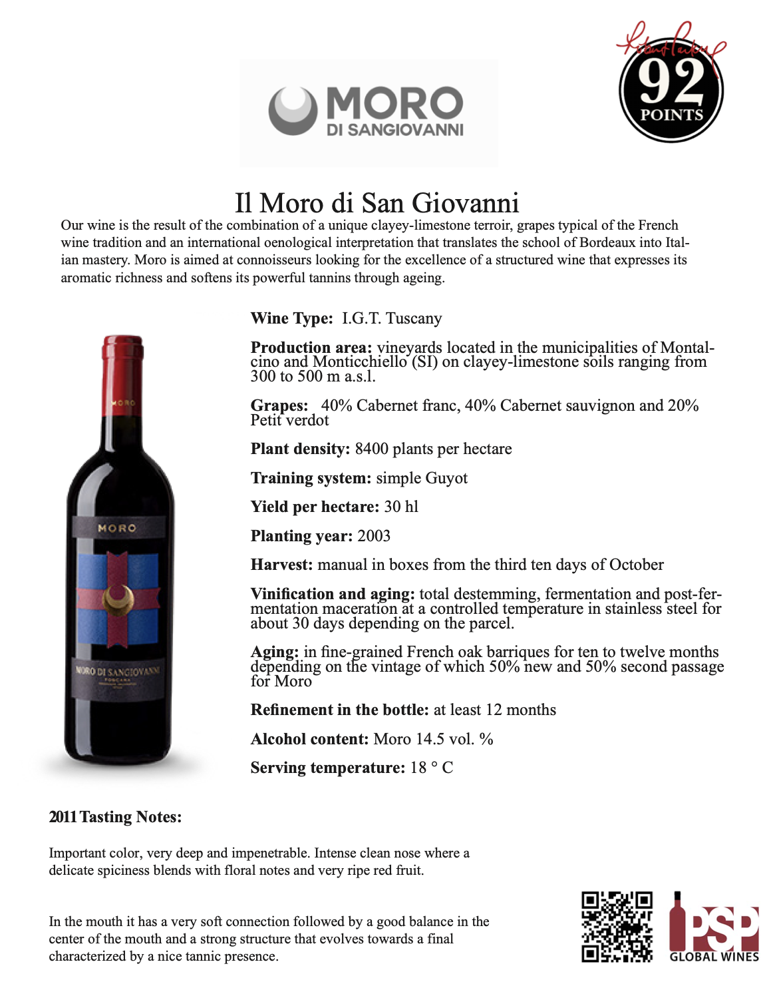 Robert Parker
92
POINTS
MORO
DI SANGIOVANNI
Il Moro di San Giovanni
Our wine is the result of the combination of a unique clayey-limestone terroir, grapes typical of the French
wine tradition and an international oenological interpretation that translates the school of Bordeaux into Ital-
ian mastery. Moro is aimed at connoisseurs looking for the excellence of a structured wine that expresses its
aromatic richness and softens its powerful tannins through ageing.
Wine Type: I.G.T. Tuscany
Production area: vineyards located in the municipalities of Montal-
cino and Monticchiello (SI) on clayey-limestone soils ranging from
300 to 500 m a.s.l.
Grapes: 40% Cabernet franc, 40% Cabernet sauvignon and 20%
Petit verdot
Plant density: 8400 plants per hectare
Training system: simple Guyot
Yield per hectare: 30 hl
Planting year: 2003
Harvest: manual in boxes from the third ten days of October
Vinification and aging: total destemming, fermentation and post-fer-
mentation maceration at a controlled temperature in stainless steel for
about 30 days depending on the parcel.
Aging: in fine-grained French oak barriques for ten to twelve months
depending on the vintage of which 50% new and 50% second passage
for Moro
Refinement in the bottle: at least 12 months
Alcohol content: Moro 14.5 vol. %
Serving temperature: 18 ° C
MORO
MORO
MORO DI SANGIOVANNI
TOSCANA
2011 Tasting Notes:
Important color, very deep and impenetrable. Intense clean nose where a
delicate spiciness blends with floral notes and very ripe red fruit.
In the mouth it has a very soft connection followed by a good balance in the
center of the mouth and a strong structure that evolves towards a final
characterized by a nice tannic presence.
PSP
GLOBAL WINES